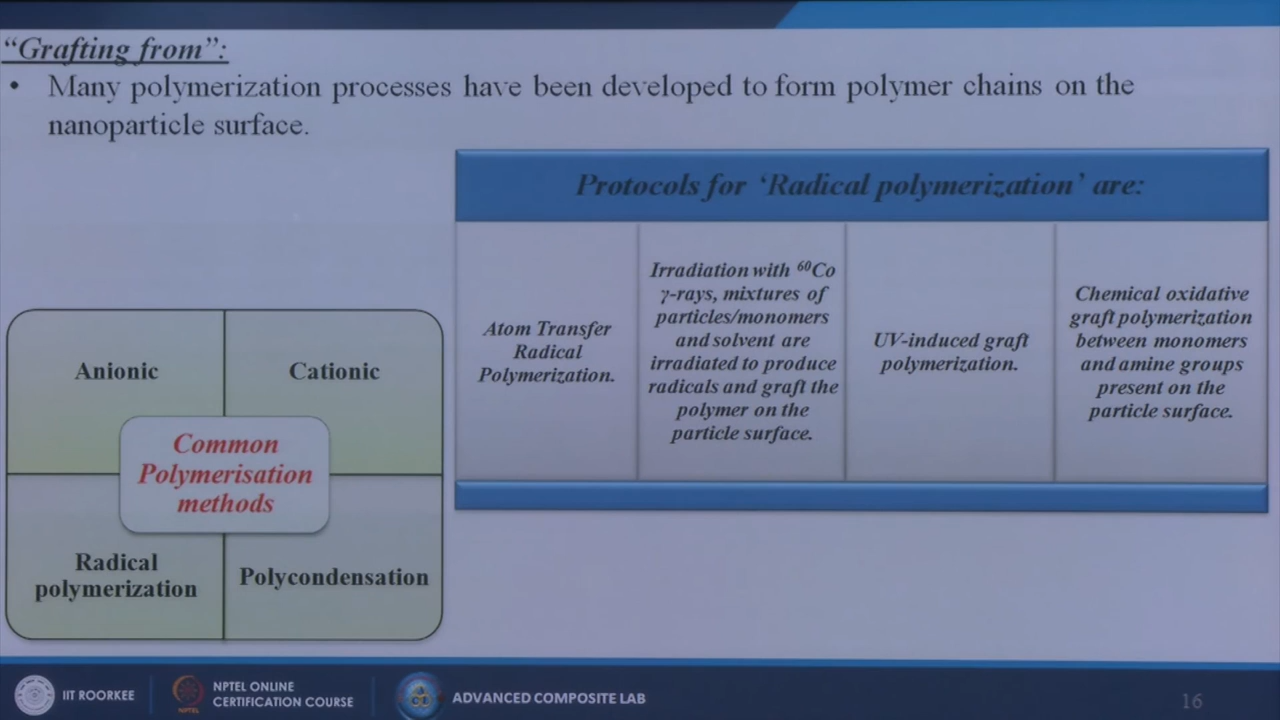 “Grafting from”:
• Many polymerization processes have been developed to form polymer chains on the
nanoparticle surface.
Protocols for ‘Radical polymerization’ are:
Atom Transfer
Radical
Polymerization.
Irradiation with ⁶⁰Co
γ-rays, mixtures of
particles/monomers
and solvent are
irradiated to produce
radicals and graft the
polymer on the
particle surface.
UV-induced graft
polymerization.
Chemical oxidative
graft polymerization
between monomers
and amine groups
present on the
particle surface.
Anionic
Cationic
Common
Polymerisation
methods
Radical
polymerization
Polycondensation
IIT ROORKEE
NPTEL
NPTEL ONLINE
CERTIFICATION COURSE
ADVANCED COMPOSITE LAB
16